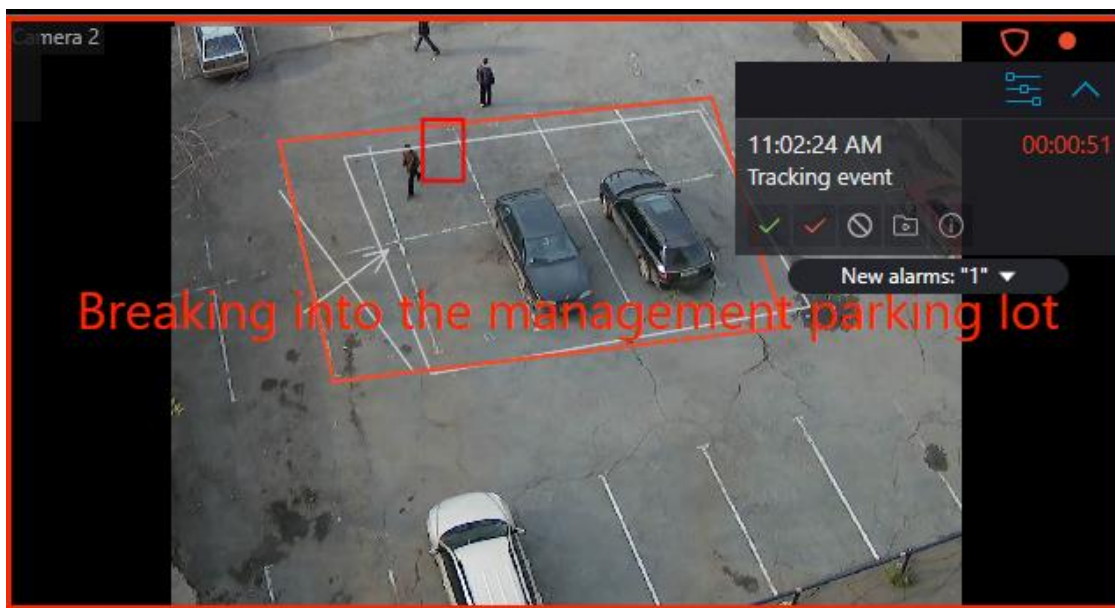 Camera 2
11:02:24 AM 00:00:51
Tracking event
New alarms: "1"
Breaking into the management parking lot